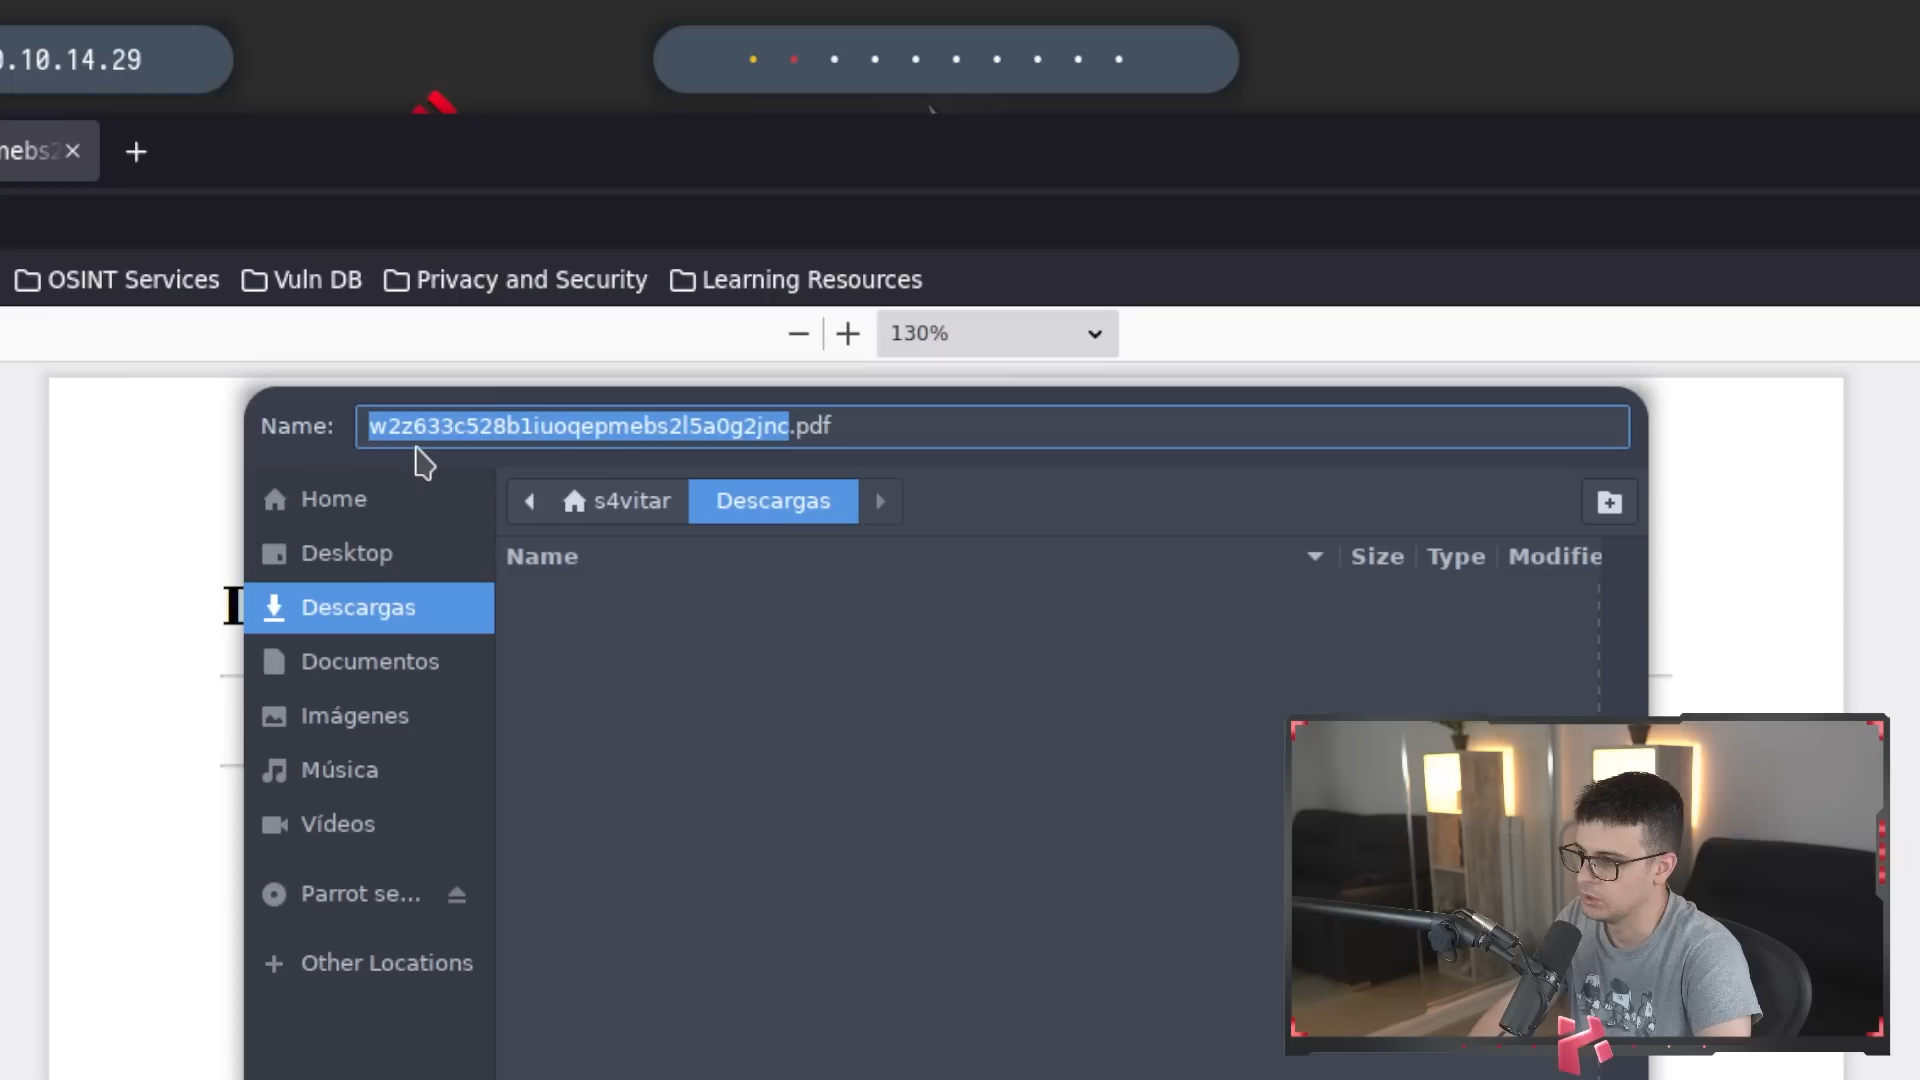 .10.14.29
OSINT Services Vuln DB Privacy and Security Learning Resources
130%
Name: w2z633c528b1iuoqepmebs2l5a0g2jnc.pdf
Home
s4vitar Descargas
Desktop
Name Size Type Modifie
Descargas
Documentos
Imágenes
Música
Vídeos
Parrot se...
Other Locations